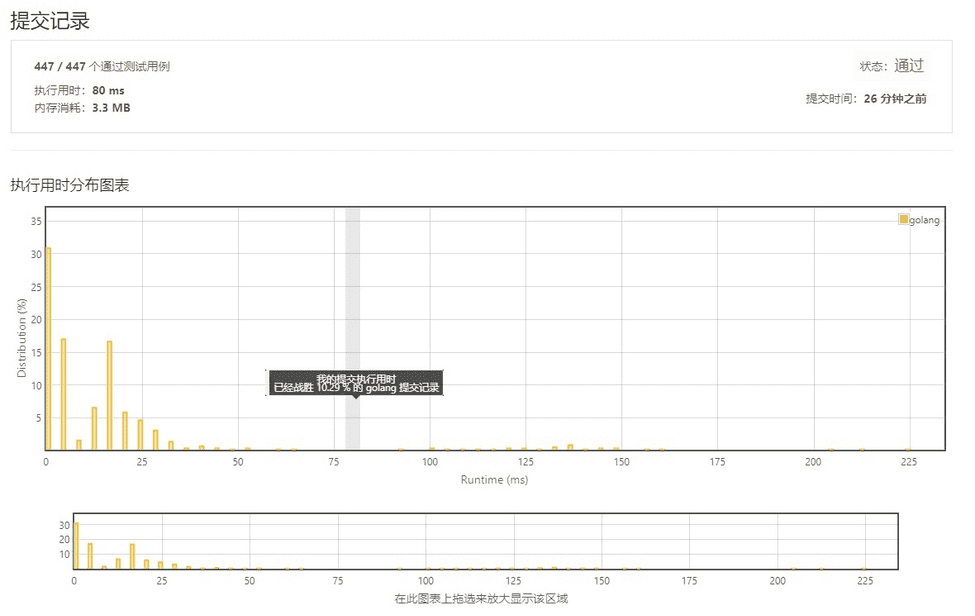 提交记录
447 / 447 个通过测试用例
状态：通过
执行用时：80 ms
提交时间：26 分钟之前
内存消耗：3.3 MB
执行用时分布图表
golang
35
30
25
20
15
10
5
Distribution (%)
我的提交执行用时
已经战胜 10.29 % 的 golang 提交记录
0 25 50 75 100 125 150 175 200 225
Runtime (ms)
30
20
10
0 25 50 75 100 125 150 175 200 225
在此图表上拖选来放大显示该区域